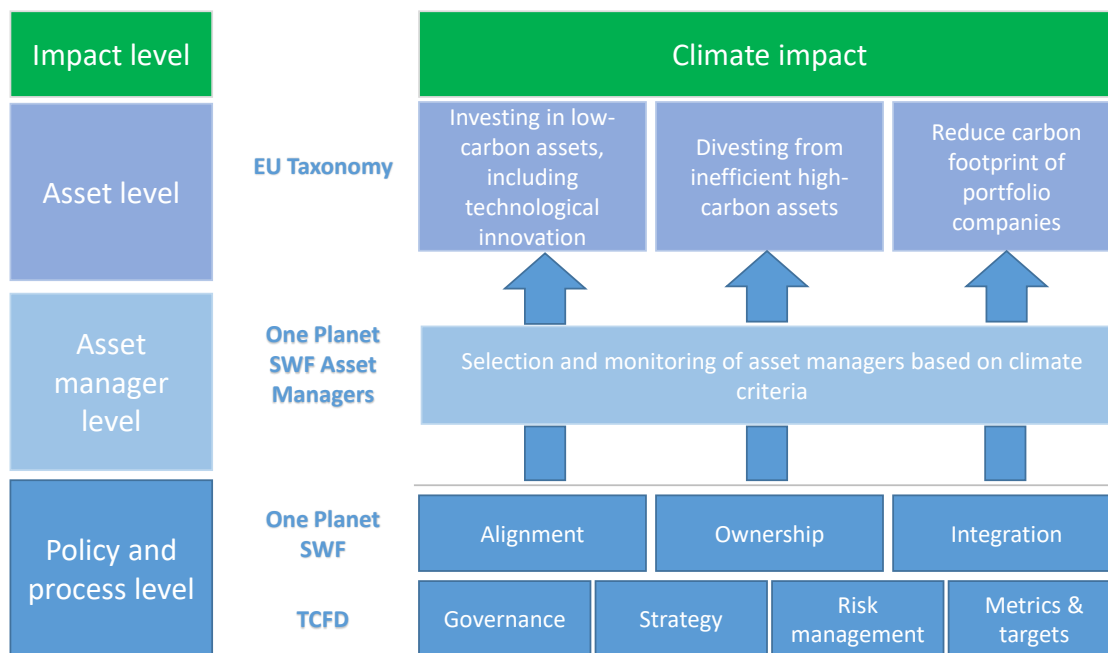 Impact level
Climate impact
Asset level
EU Taxonomy
Investing in low-
carbon assets,
including
technological
innovation
Divesting from
inefficient high-
carbon assets
Reduce carbon
footprint of
portfolio
companies
Asset
manager
level
One Planet
SWF Asset
Managers
Selection and monitoring of asset managers based on climate
criteria
Policy and
process level
One Planet
SWF
Alignment
Ownership
Integration
TCFD
Governance
Strategy
Risk
management
Metrics &
targets